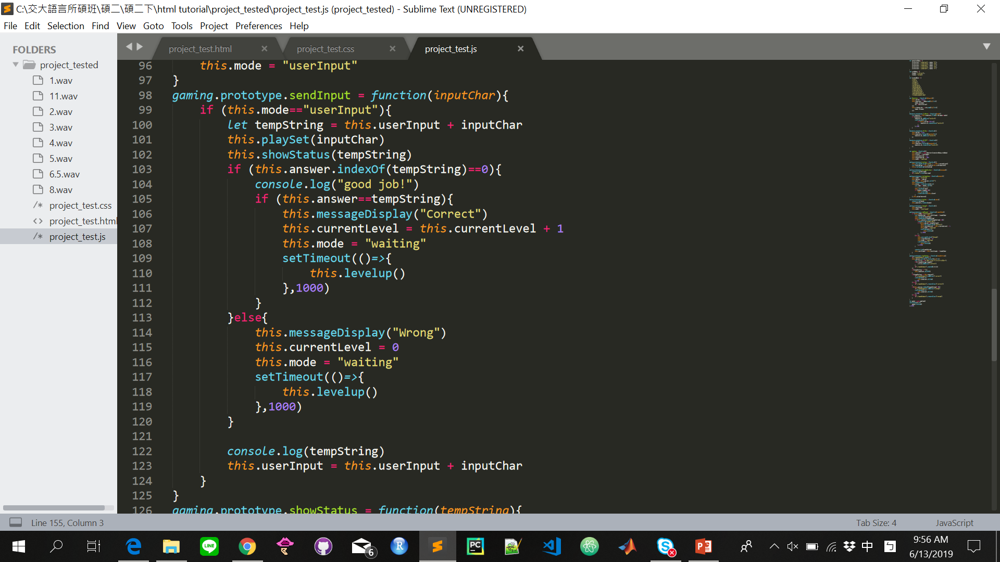 C:\交大語言所碩班\碩二\碩二下\html tutorial\project_tested\project_test.js (project_tested) - Sublime Text (UNREGISTERED)
File Edit Selection Find View Goto Tools Project Preferences Help
FOLDERS
project_tested
1.wav
11.wav
2.wav
3.wav
4.wav
5.wav
6.5.wav
8.wav
/* project_test.css
<> project_test.html
/* project_test.js
project_test.html × project_test.css × project_test.js ×
96 this.mode = "userInput"
97 }
98 gaming.prototype.sendInput = function(inputChar){
99 if (this.mode=="userInput"){
100 let tempString = this.userInput + inputChar
101 this.playSet(inputChar)
102 this.showStatus(tempString)
103 if (this.answer.indexOf(tempString)==0){
104 console.log("good job!")
105 if (this.answer==tempString){
106 this.messageDisplay("Correct")
107 this.currentLevel = this.currentLevel + 1
108 this.mode = "waiting"
109 setTimeout(()=>{
110 this.levelup()
111 },1000)
112 }
113 }else{
114 this.messageDisplay("Wrong")
115 this.currentLevel = 0
116 this.mode = "waiting"
117 setTimeout(()=>{
118 this.levelup()
119 },1000)
120 }
121
122 console.log(tempString)
123 this.userInput = this.userInput + inputChar
124 }
125 }
126 gaming.prototype.showStatus = function(tempString){
Line 155, Column 3
Tab Size: 4 JavaScript
LINE
6
R
PC
S
P
中
ㄅ
9:56 AM
6/13/2019